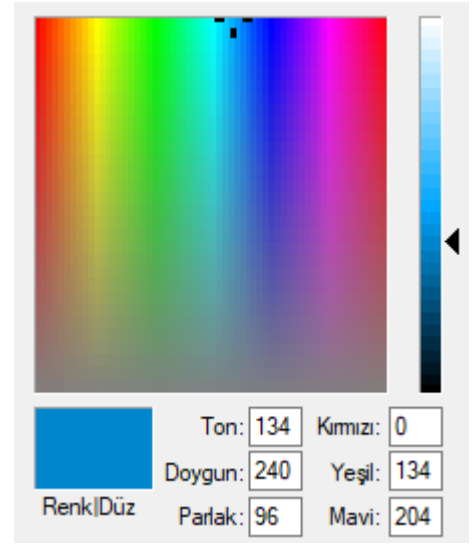 Ton: 134 Kırmızı: 0
Doygun: 240 Yeşil: 134
Renk|Düz Parlak: 96 Mavi: 204